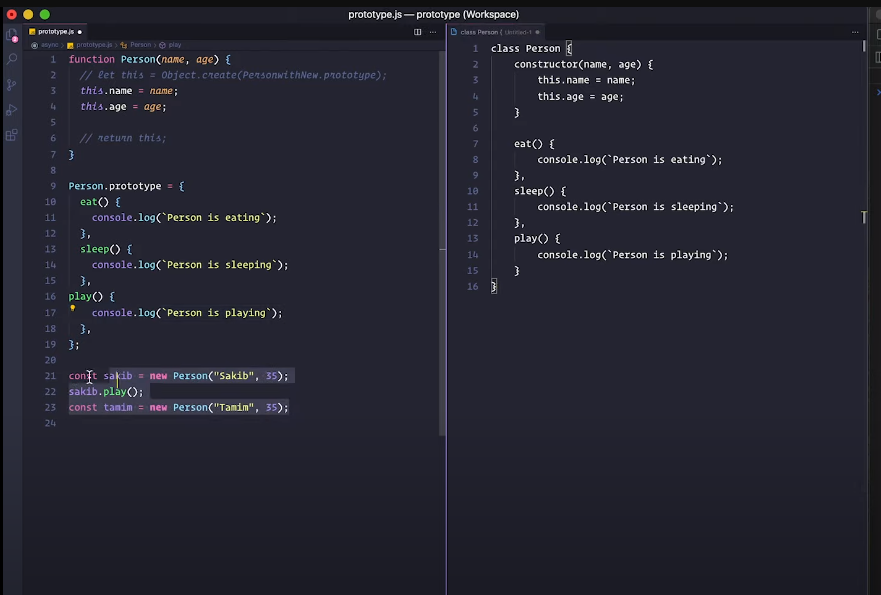 prototype.js — prototype (Workspace)
prototype.js
async > prototype.js > Person > play
1 function Person(name, age) {
2 // let this = Object.create(PersonwithNew.prototype);
3 this.name = name;
4 this.age = age;
5
6 // return this;
7 }
8
9 Person.prototype = {
10 eat() {
11 console.log(`Person is eating`);
12 },
13 sleep() {
14 console.log(`Person is sleeping`);
15 },
16 play() {
17 console.log(`Person is playing`);
18 },
19 };
20
21 const sakib = new Person("Sakib", 35);
22 sakib.play();
23 const tamim = new Person("Tamim", 35);
24
class Person { Untitled-1
1 class Person {
2 constructor(name, age) {
3 this.name = name;
4 this.age = age;
5 }
6
7 eat() {
8 console.log(`Person is eating`);
9 },
10 sleep() {
11 console.log(`Person is sleeping`);
12 },
13 play() {
14 console.log(`Person is playing`);
15 }
16 }